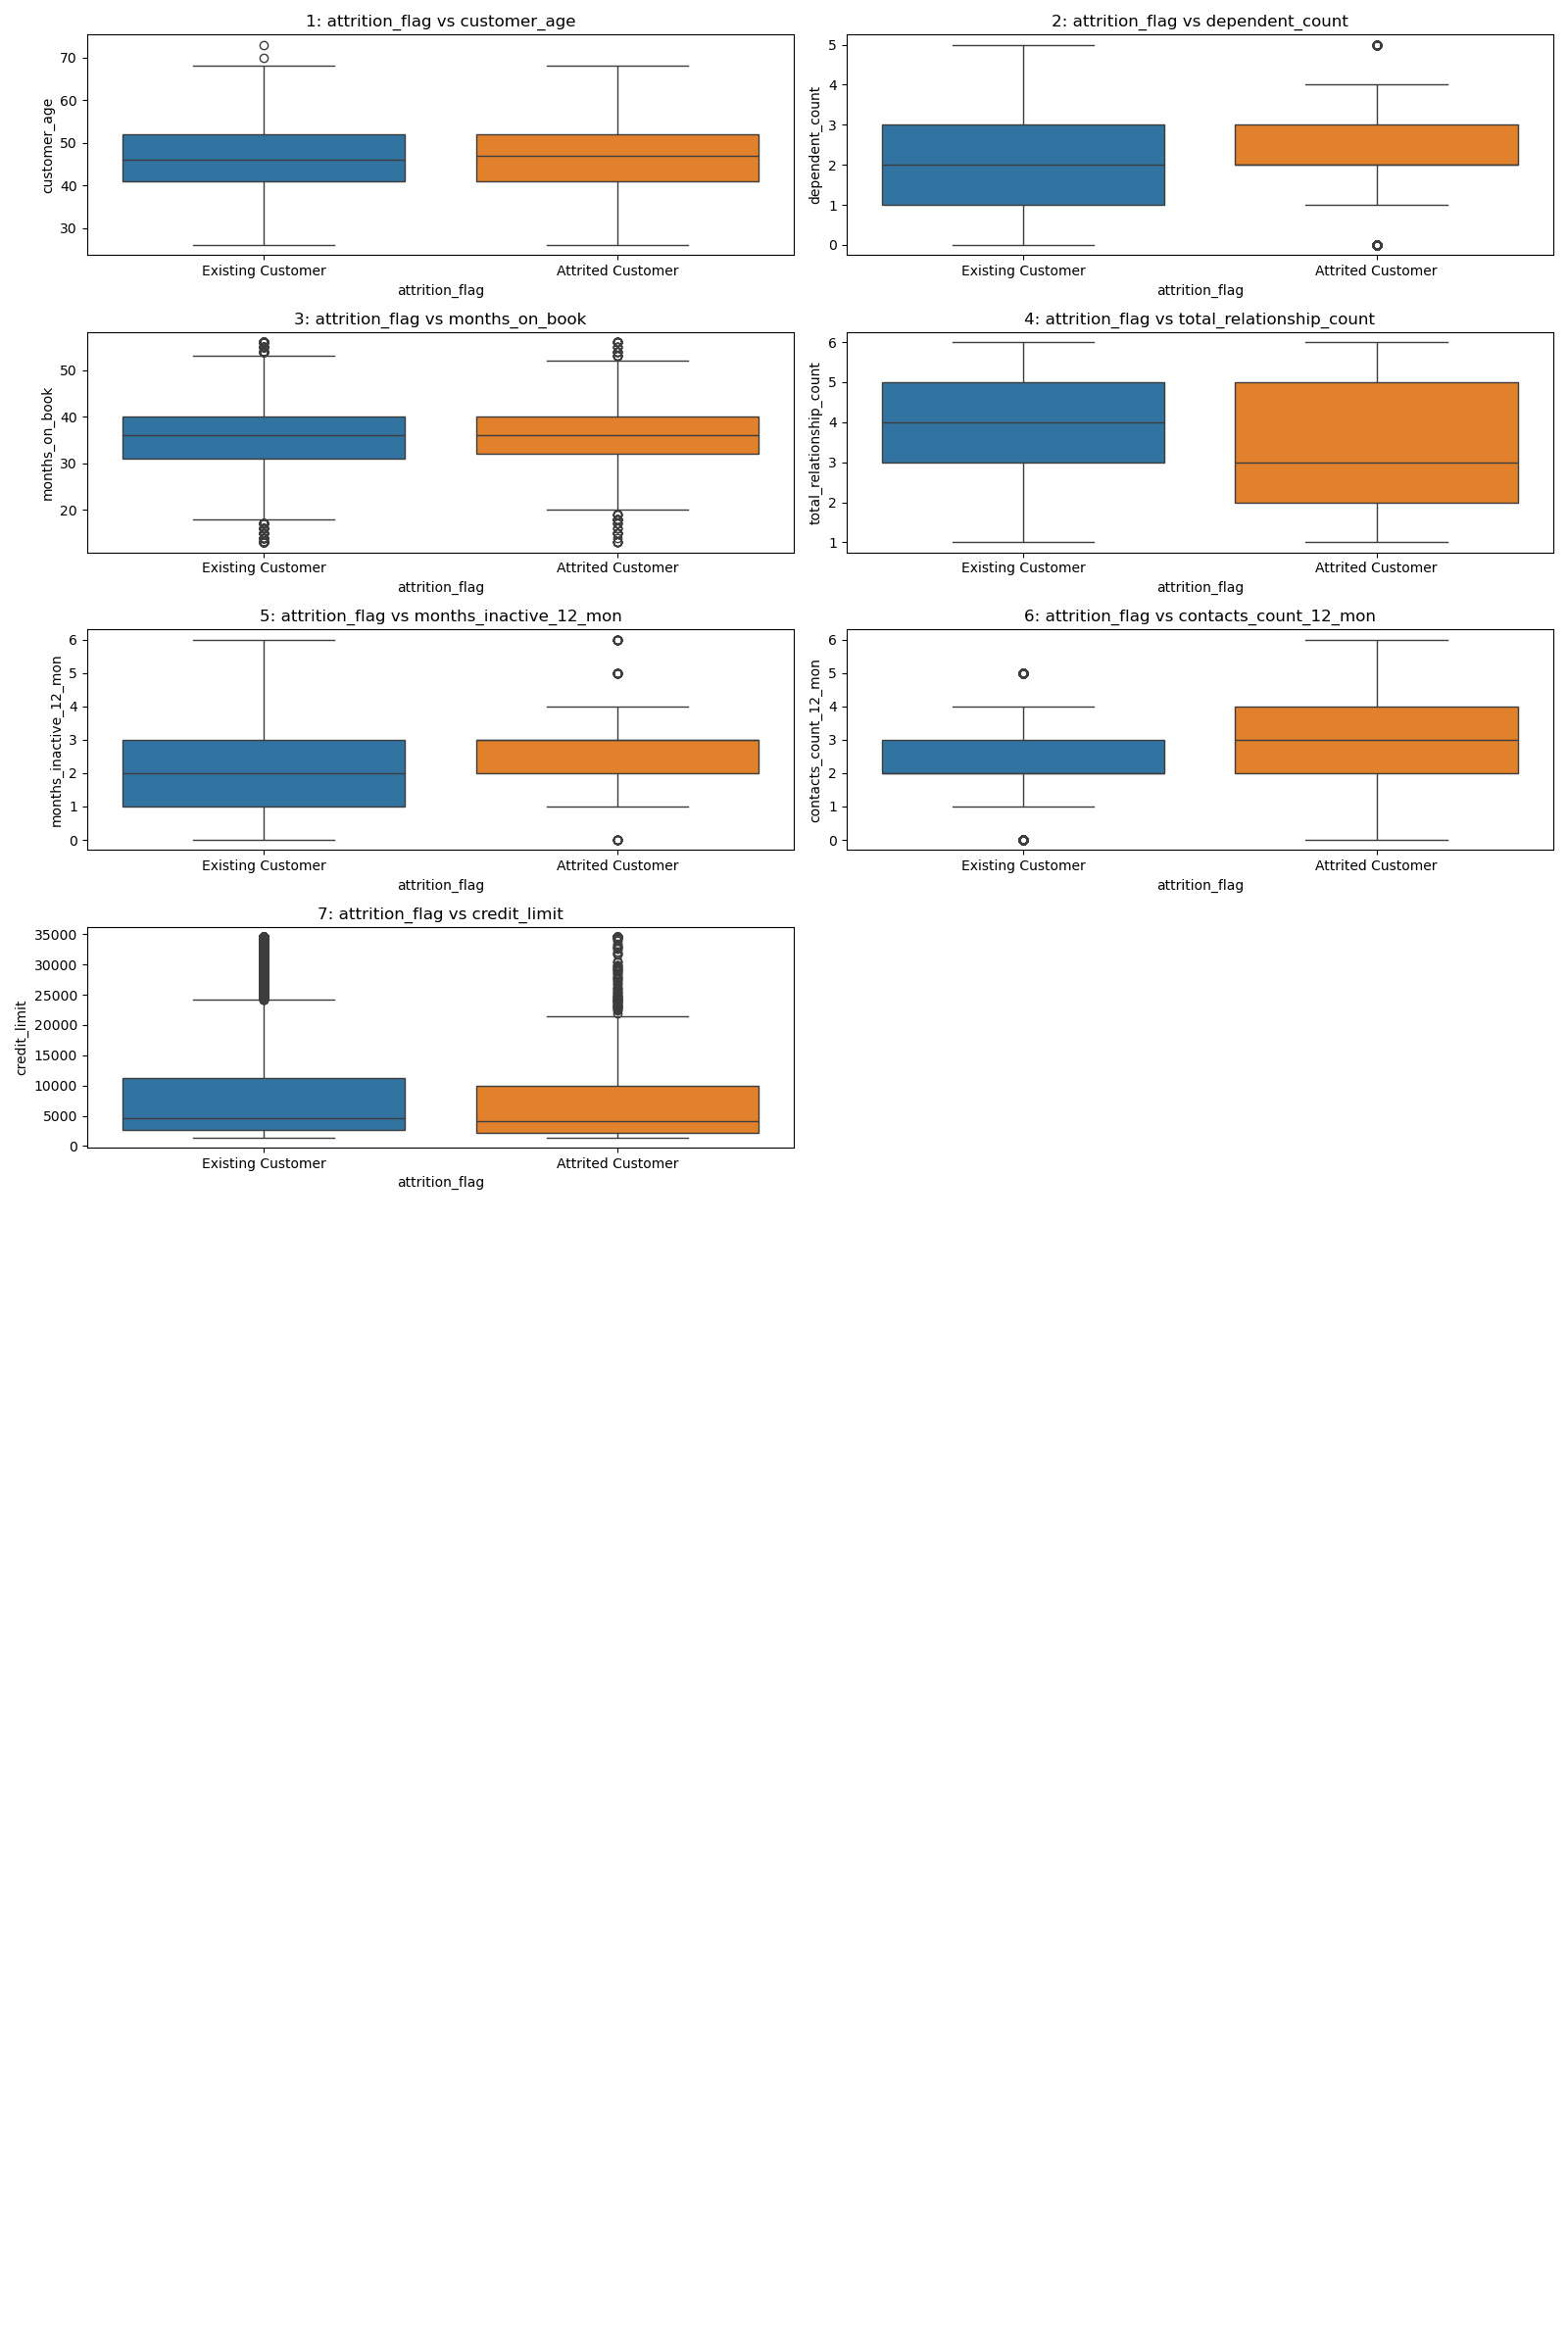 1: attrition_flag vs customer_age
customer_age
70
60
50
40
30
Existing Customer
Attrited Customer
attrition_flag
2: attrition_flag vs dependent_count
dependent_count
5
4
3
2
1
0
Existing Customer
Attrited Customer
attrition_flag
3: attrition_flag vs months_on_book
months_on_book
50
40
30
20
Existing Customer
Attrited Customer
attrition_flag
4: attrition_flag vs total_relationship_count
total_relationship_count
6
5
4
3
2
1
Existing Customer
Attrited Customer
attrition_flag
5: attrition_flag vs months_inactive_12_mon
months_inactive_12_mon
6
5
4
3
2
1
0
Existing Customer
Attrited Customer
attrition_flag
6: attrition_flag vs contacts_count_12_mon
contacts_count_12_mon
6
5
4
3
2
1
0
Existing Customer
Attrited Customer
attrition_flag
7: attrition_flag vs credit_limit
credit_limit
35000
30000
25000
20000
15000
10000
5000
0
Existing Customer
Attrited Customer
attrition_flag